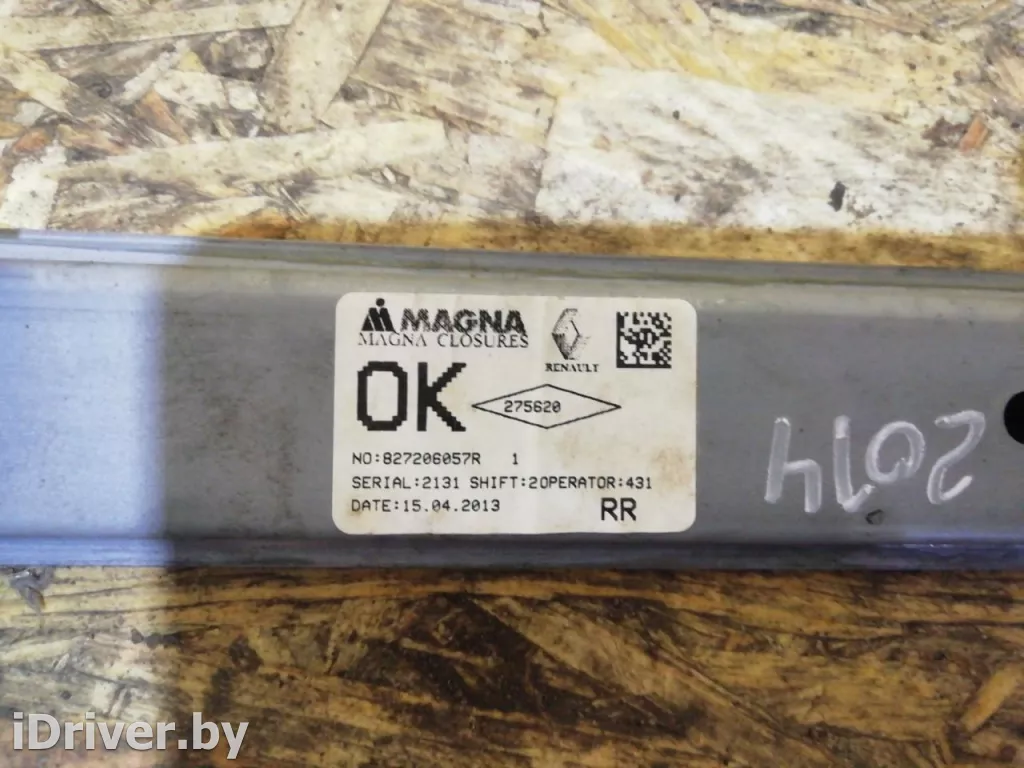 MAGNA
MAGNA CLOSURES
RENAULT
OK
275620
NO:827206057R 1
SERIAL:2131 SHIFT:2OPERATOR:431
DATE:15.04.2013 RR
2014
iDriver.by